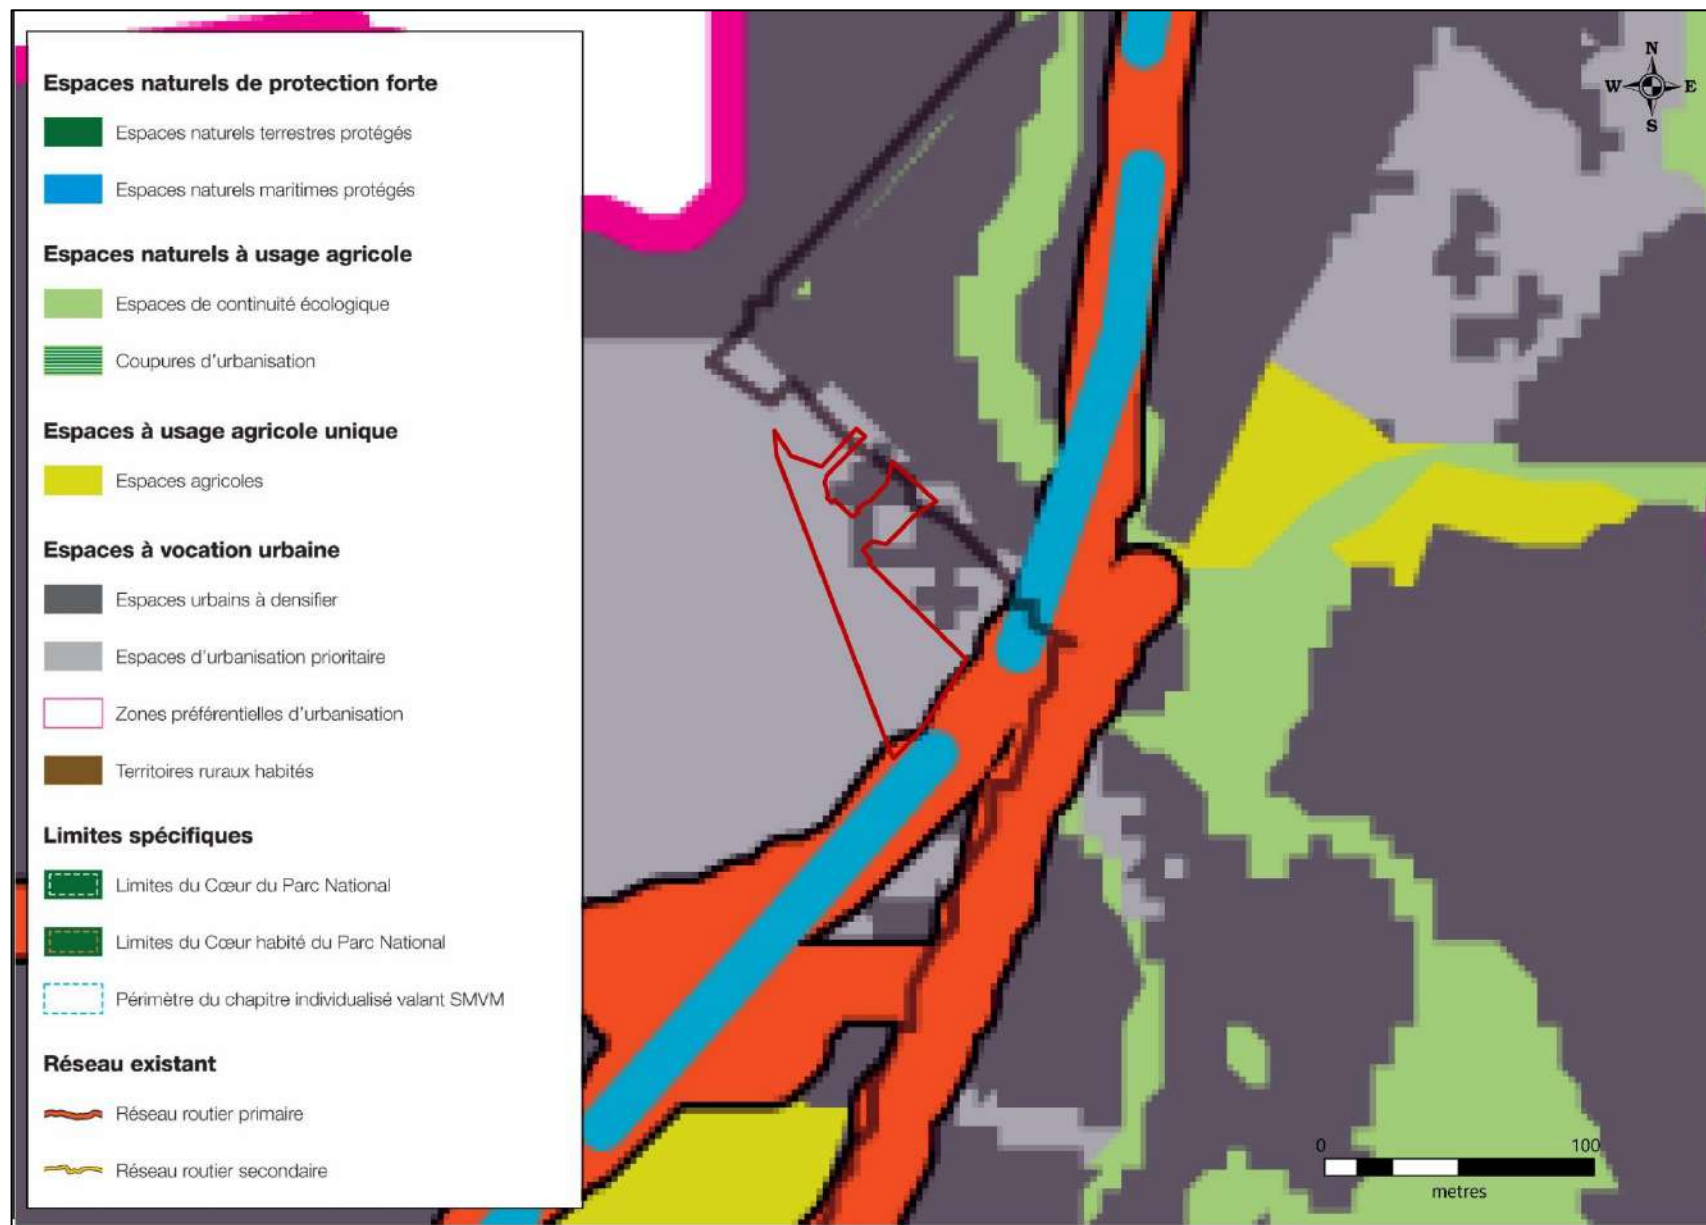 Espaces naturels de protection forte
Espaces naturels terrestres protégés
Espaces naturels maritimes protégés
Espaces naturels à usage agricole
Espaces de continuité écologique
Coupures d'urbanisation
Espaces à usage agricole unique
Espaces agricoles
Espaces à vocation urbaine
Espaces urbains à densifier
Espaces d'urbanisation prioritaire
Zones préférentielles d'urbanisation
Territoires ruraux habités
Limites spécifiques
Limites du Cœur du Parc National
Limites du Cœur habité du Parc National
Périmètre du chapitre individualisé valant SMVM
Réseau existant
Réseau routier primaire
Réseau routier secondaire
N
W E
S
0 100
metres